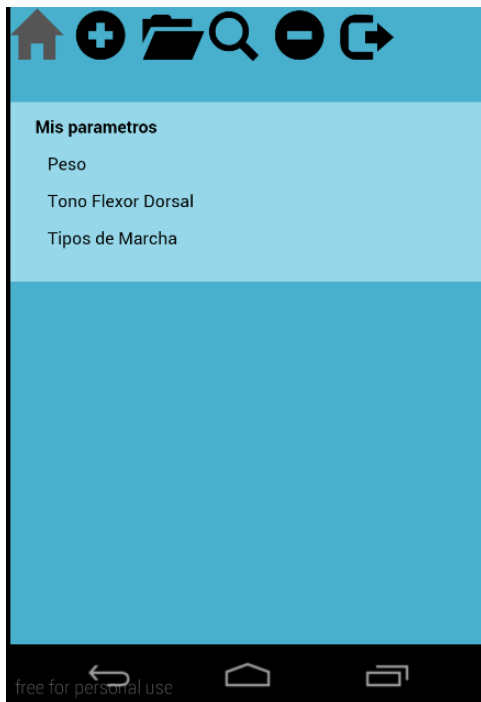 Mis parametros
Peso
Tono Flexor Dorsal
Tipos de Marcha
free for personal use